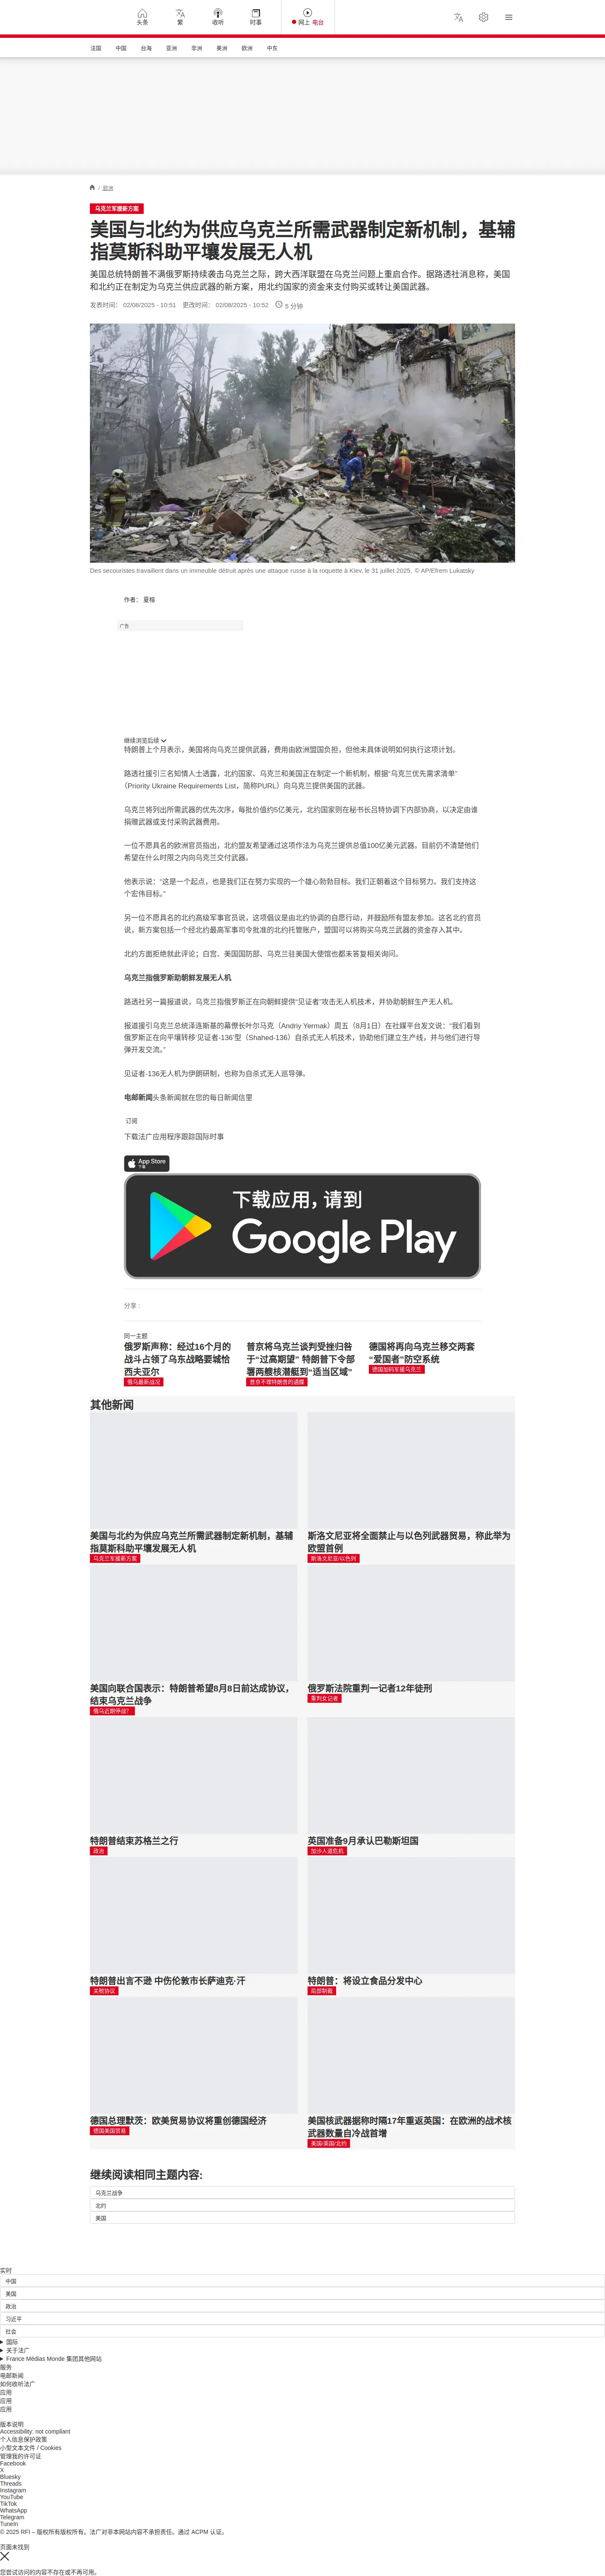 头条
繁
收听
时事
网上 电台
法国
中国
台海
亚洲
非洲
美洲
欧洲
中东
/ 欧洲
乌克兰军援新方案
美国与北约为供应乌克兰所需武器制定新机制，基辅
指莫斯科助平壤发展无人机
美国总统特朗普不满俄罗斯持续袭击乌克兰之际，跨大西洋联盟在乌克兰问题上重启合作。据路透社消息称，美国
和北约正在制定为乌克兰供应武器的新方案，用北约国家的资金来支付购买或转让美国武器。
发表时间： 02/08/2025 - 10:51 更改时间： 02/08/2025 - 10:52 5 分钟
Des secouristes travaillent dans un immeuble détruit après une attaque russe à la roquette à Kiev, le 31 juillet 2025. © AP/Efrem Lukatsky
作者： 夏榕
广告
继续浏览后续
特朗普上个月表示，美国将向乌克兰提供武器，费用由欧洲盟国负担，但他未具体说明如何执行这项计划。
路透社援引三名知情人士透露，北约国家、乌克兰和美国正在制定一个新机制，根据“乌克兰优先需求清单”
（Priority Ukraine Requirements List，简称PURL）向乌克兰提供美国的武器。
乌克兰将列出所需武器的优先次序，每批价值约5亿美元，北约国家则在秘书长吕特协调下内部协商，以决定由谁
捐赠武器或支付采购武器费用。
一位不愿具名的欧洲官员指出，北约盟友希望通过这项作法为乌克兰提供总值100亿美元武器。目前仍不清楚他们
希望在什么时限之内向乌克兰交付武器。
他表示说：“这是一个起点，也是我们正在努力实现的一个雄心勃勃目标。我们正朝着这个目标努力。我们支持这
个宏伟目标。”
另一位不愿具名的北约高级军事官员说，这项倡议是由北约协调的自愿行动，并鼓励所有盟友参加。这名北约官员
说，新方案包括一个经北约最高军事司令批准的北约托管账户，盟国可以将购买乌克兰武器的资金存入其中。
北约方面拒绝就此评论；白宫、美国国防部、乌克兰驻美国大使馆也都未答复相关询问。
乌克兰指俄罗斯助朝鲜发展无人机
路透社另一篇报道说，乌克兰指俄罗斯正在向朝鲜提供“见证者”攻击无人机技术，并协助朝鲜生产无人机。
报道援引乌克兰总统泽连斯基的幕僚长叶尔马克（Andriy Yermak）周五（8月1日）在社媒平台发文说：“我们看到
俄罗斯正在向平壤转移‘见证者-136’型（Shahed-136）自杀式无人机技术，协助他们建立生产线，并与他们进行导
弹开发交流。”
见证者-136无人机为伊朗研制，也称为自杀式无人巡导弹。
电邮新闻头条新闻就在您的每日新闻信里
订阅
下载法广应用程序跟踪国际时事
App Store
下载
下载应用，请到
Google Play
分享 :
同一主题
俄罗斯声称：经过16个月的
战斗占领了乌东战略要城恰
西夫亚尔
俄乌最新战况
普京将乌克兰谈判受挫归咎
于“过高期望” 特朗普下令部
署两艘核潜艇到“适当区域”
普京不理特朗普的通牒
德国将再向乌克兰移交两套
“爱国者”防空系统
德国加码军援乌克兰
其他新闻
美国与北约为供应乌克兰所需武器制定新机制，基辅
指莫斯科助平壤发展无人机
乌克兰军援新方案
斯洛文尼亚将全面禁止与以色列武器贸易，称此举为
欧盟首例
斯洛文尼亚/以色列
美国向联合国表示：特朗普希望8月8日前达成协议，
结束乌克兰战争
俄乌近期停战？
俄罗斯法院重判一记者12年徒刑
重判女记者
特朗普结束苏格兰之行
政治
英国准备9月承认巴勒斯坦国
加沙人道危机
特朗普出言不逊 中伤伦敦市长萨迪克·汗
关税协议
特朗普：将设立食品分发中心
局部制裁
德国总理默茨：欧美贸易协议将重创德国经济
德国美国贸易
美国核武器据称时隔17年重返英国：在欧洲的战术核
武器数量自冷战首增
美国/英国/北约
继续阅读相同主题内容:
乌克兰战争
北约
美国
实时
中国
美国
政治
习近平
社会
国际
关于法广
France Médias Monde 集团其他网站
服务
电邮新闻
如何收听法广
应用
应用
应用
版本说明
Accessibility: not compliant
个人信息保护政策
小型文本文件 / Cookies
管理我的许可证
Facebook
X
Bluesky
Threads
Instagram
YouTube
TikTok
WhatsApp
Telegram
TuneIn
© 2025 RFI – 版权所有版权所有。法广对非本网站内容不承担责任。通过 ACPM 认证。
页面未找到
您尝试访问的内容不存在或不再可用。